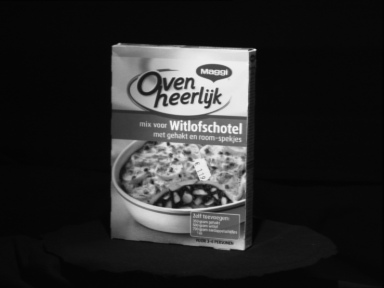 Maggi
Oven
heerlijk
mix voor Witlofschotel
met gehakt en room-spekjes
Zelf toevoegen: